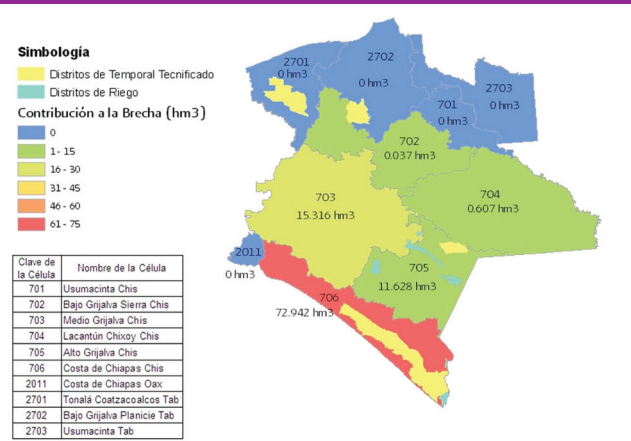 Simbología
Distritos de Temporal Tecnificado
Distritos de Riego
Contribución a la Brecha (hm3)
0
1 - 15
16 - 30
31 - 45
46 - 60
61 - 75
Clave de la Célula Nombre de la Célula
701 Usumacinta Chis
702 Bajo Grijalva Sierra Chis
703 Medio Grijalva Chis
704 Lacantún Chixoy Chis
705 Alto Grijalva Chis
706 Costa de Chiapas Chis
2011 Costa de Chiapas Oax
2701 Tonalá Coatzacoalcos Tab
2702 Bajo Grijalva Planicie Tab
2703 Usumacinta Tab
2701
0 hm3
2702
0 hm3
2703
0 hm3
701
0 hm3
702
0.037 hm3
703
15.316 hm3
704
0.607 hm3
2011
0 hm3
705
11.628 hm3
706
72.942 hm3